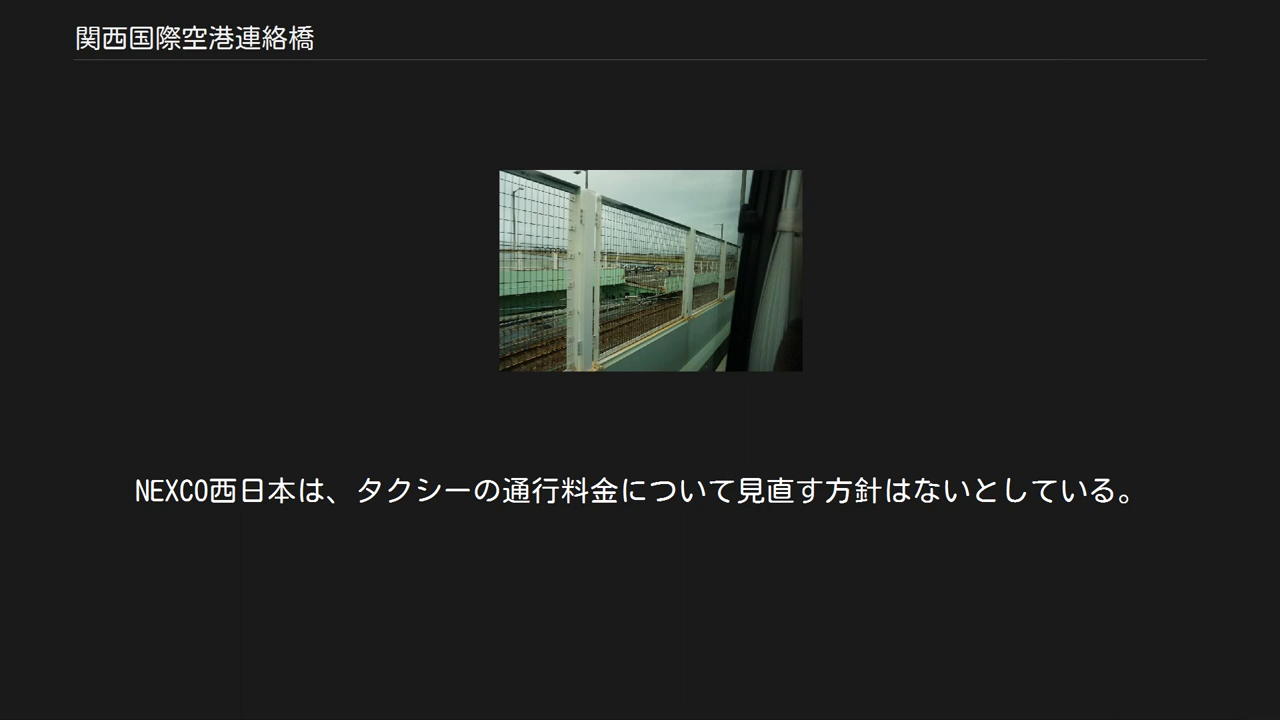 関西国際空港連絡橋
NEXCO西日本は、タクシーの通行料金について見直す方針はないとしている。